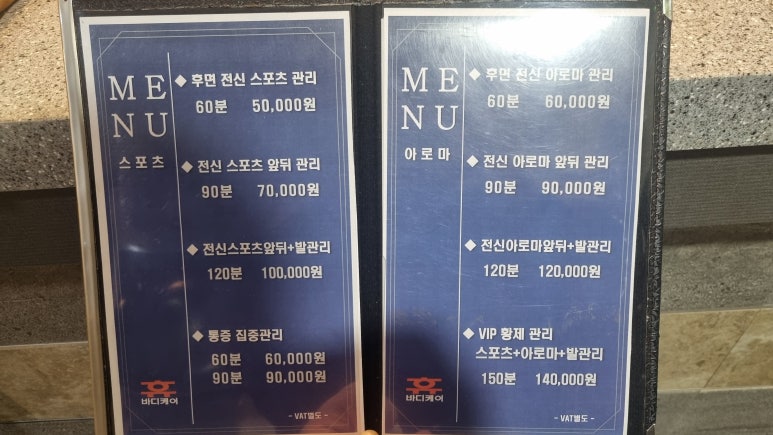 ME
NU
스포츠
◆ 후면 전신 스포츠 관리
60분 50,000원
◆ 전신 스포츠 앞뒤 관리
90분 70,000원
◆ 전신스포츠앞뒤+발관리
120분 100,000원
◆ 통증 집중관리
60분 60,000원
90분 90,000원
휴
바디케어
- VAT별도 -
ME
NU
아로마
◆ 후면 전신 아로마 관리
60분 60,000원
◆ 전신 아로마 앞뒤 관리
90분 90,000원
◆ 전신아로마앞뒤+발관리
120분 120,000원
◆ VIP 황제 관리
스포츠+아로마+발관리
150분 140,000원
휴
바디케어
- VAT별도 -